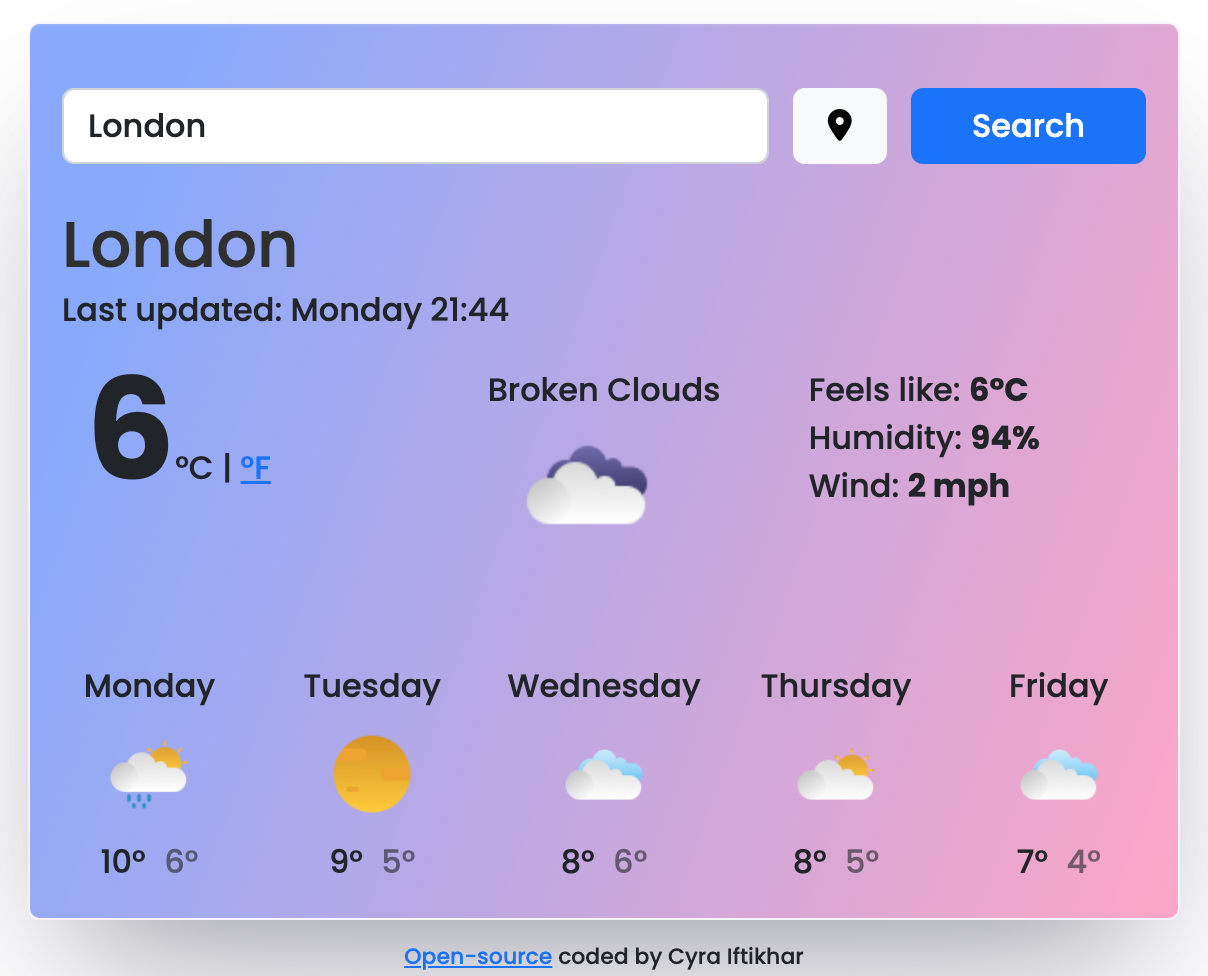 London
Search
London
Last updated: Monday 21:44
6 °C | °F
Broken Clouds
Feels like: 6°C
Humidity: 94%
Wind: 2 mph
Monday Tuesday Wednesday Thursday Friday
10° 6° 9° 5° 8° 6° 8° 5° 7° 4°
Open-source coded by Cyra Iftikhar